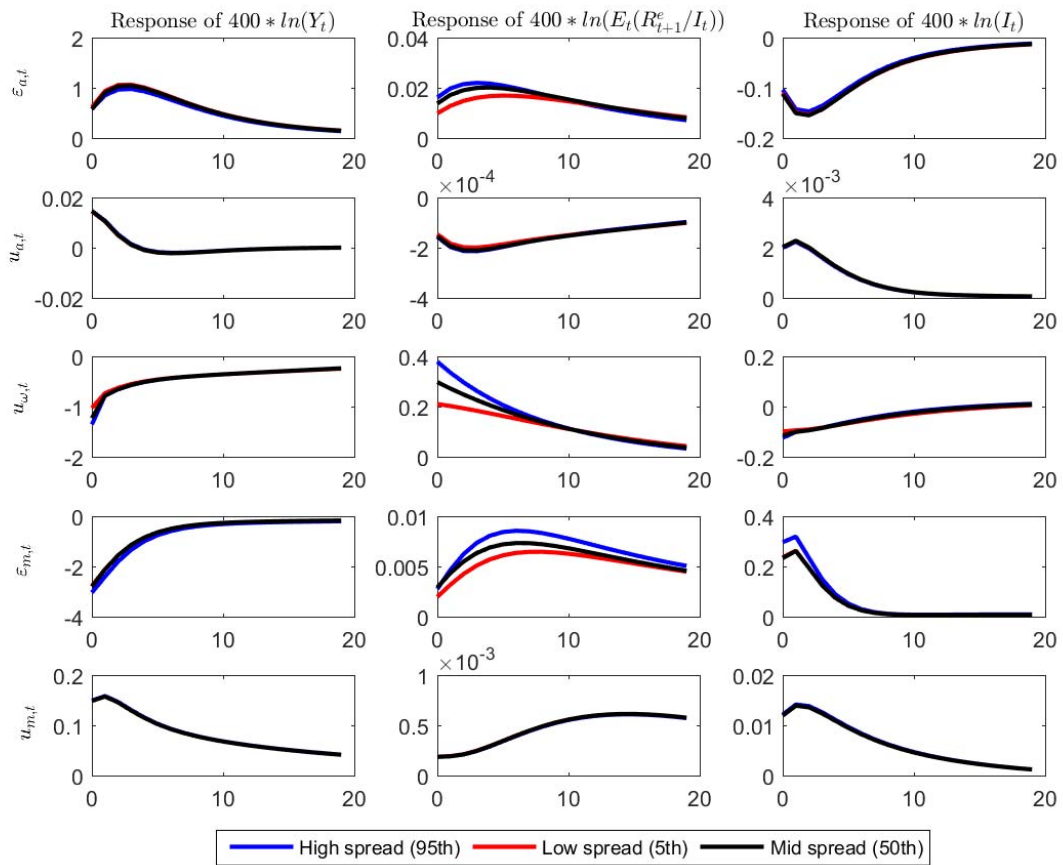 Response of 400 ∗ ln(Y_t) Response of 400 ∗ ln(E_t(R^e_{t+1}/I_t)) Response of 400 ∗ ln(I_t)
ε_{a,t}
2
1
0
0 10 20
0.04
0.02
0
0 10 20
0
-0.1
-0.2
0 10 20
u_{a,t}
0.02
0
-0.02
0 10 20
×10^{-4}
0
-2
-4
0 10 20
×10^{-3}
4
2
0
0 10 20
u_{ω,t}
0
-1
-2
0 10 20
0.4
0.2
0
0 10 20
0
-0.2
0 10 20
ε_{m,t}
0
-2
-4
0 10 20
0.01
0.005
0
0 10 20
0.4
0.2
0
0 10 20
u_{m,t}
0.2
0.1
0
0 10 20
×10^{-3}
1
0.5
0
0 10 20
0.02
0.01
0
0 10 20
High spread (95th) Low spread (5th) Mid spread (50th)